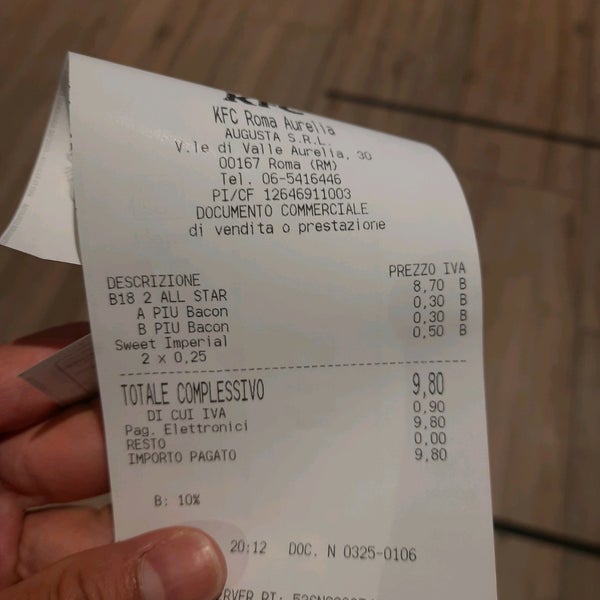 KFC
KFC Roma Aurelia
AUGUSTA S.R.L.
V.le di Valle Aurelia, 30
00167 Roma (RM)
Tel. 06-5416446
PI/CF 12646911003
DOCUMENTO COMMERCIALE
di vendita o prestazione
DESCRIZIONE PREZZO IVA
B18 2 ALL STAR 8,70 B
A PIU Bacon 0,30 B
B PIU Bacon 0,30 B
Sweet Imperial 0,50 B
2 x 0,25
TOTALE COMPLESSIVO 9,80
DI CUI IVA 0,90
Pag. Elettronici 9,80
RESTO 0,00
IMPORTO PAGATO 9,80
B: 10%
20:12 DOC. N 0325-0106
RT: